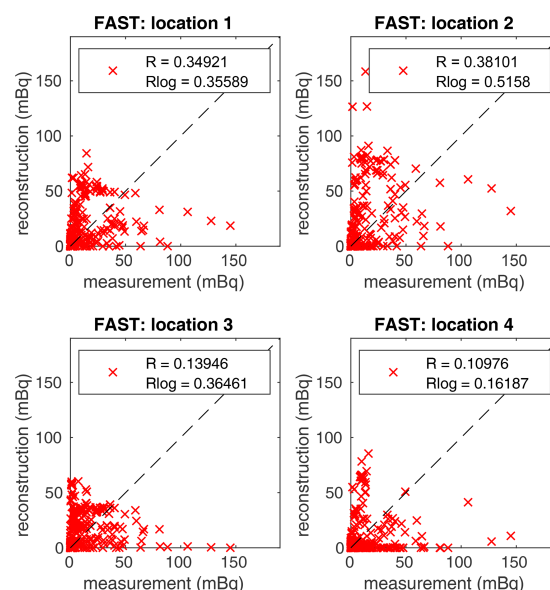 FAST: location 1
R = 0.34921
Rlog = 0.35589
reconstruction (mBq)
150
100
50
0
0 50 100 150
measurement (mBq)
FAST: location 2
R = 0.38101
Rlog = 0.5158
reconstruction (mBq)
150
100
50
0
0 50 100 150
measurement (mBq)
FAST: location 3
R = 0.13946
Rlog = 0.36461
reconstruction (mBq)
150
100
50
0
0 50 100 150
measurement (mBq)
FAST: location 4
R = 0.10976
Rlog = 0.16187
reconstruction (mBq)
150
100
50
0
0 50 100 150
measurement (mBq)